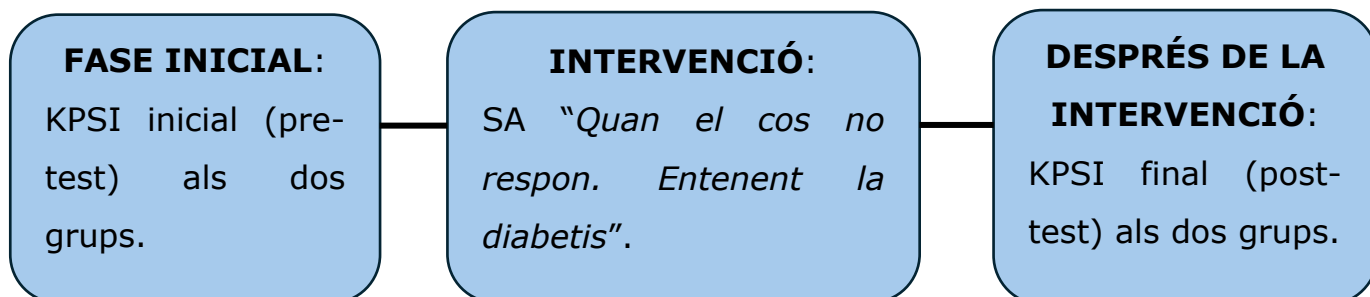 FASE INICIAL:
KPSI inicial (pre-
test) als dos
grups.
INTERVENCIÓ:
SA “Quan el cos no
respon. Entenent la
diabetis”.
DESPRÉS DE LA
INTERVENCIÓ:
KPSI final (post-
test) als dos grups.